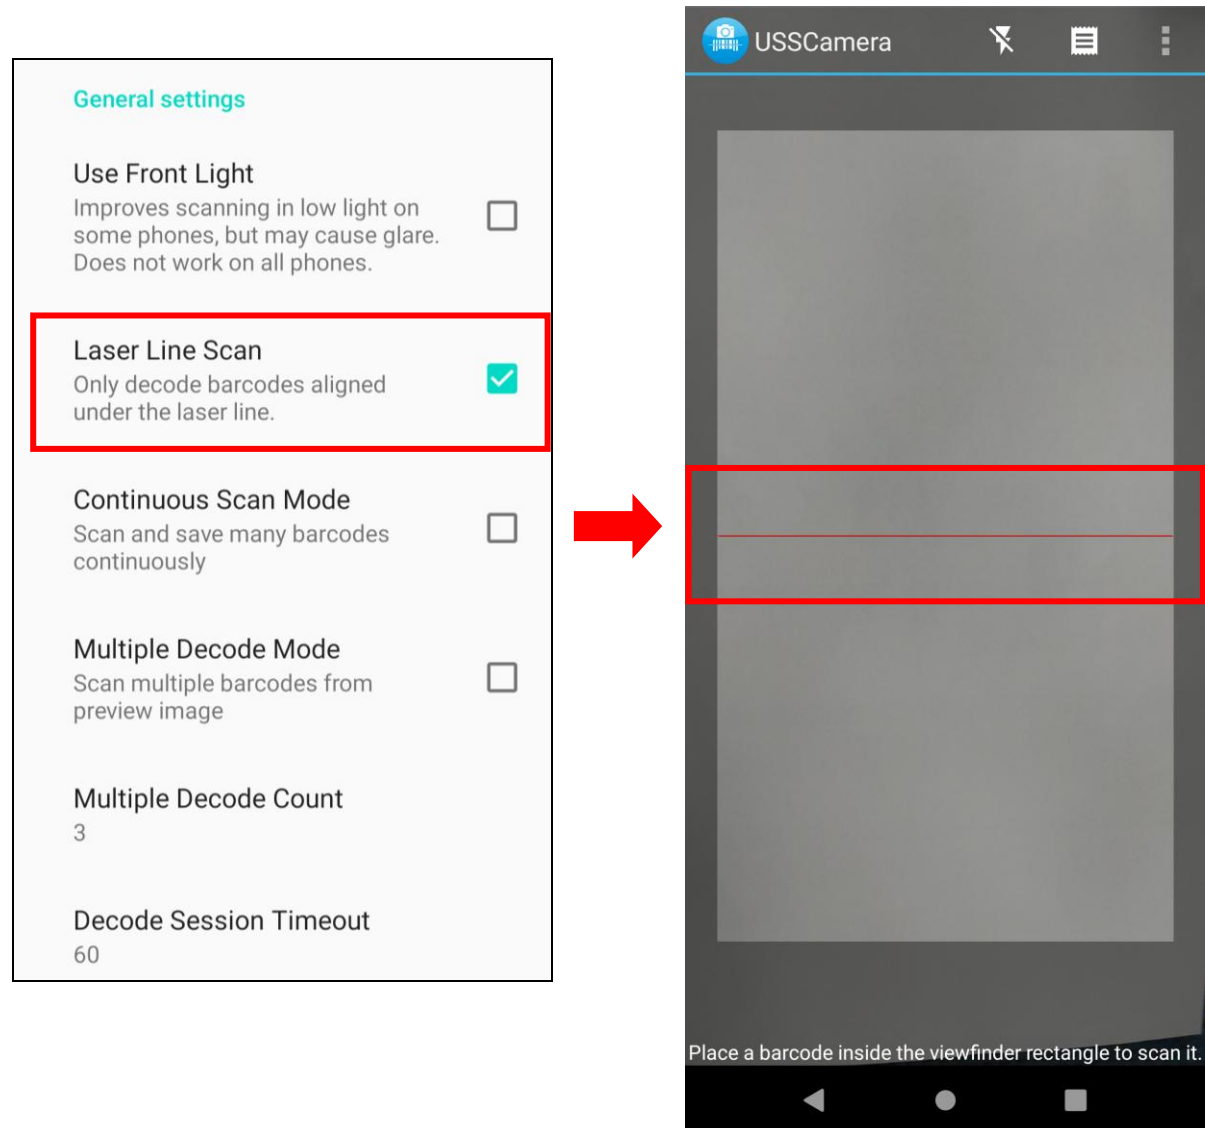 General settings
Use Front Light
Improves scanning in low light on
some phones, but may cause glare.
Does not work on all phones.
Laser Line Scan
Only decode barcodes aligned
under the laser line.
Continuous Scan Mode
Scan and save many barcodes
continuously
Multiple Decode Mode
Scan multiple barcodes from
preview image
Multiple Decode Count
3
Decode Session Timeout
60
USSCamera
Place a barcode inside the viewfinder rectangle to scan it.